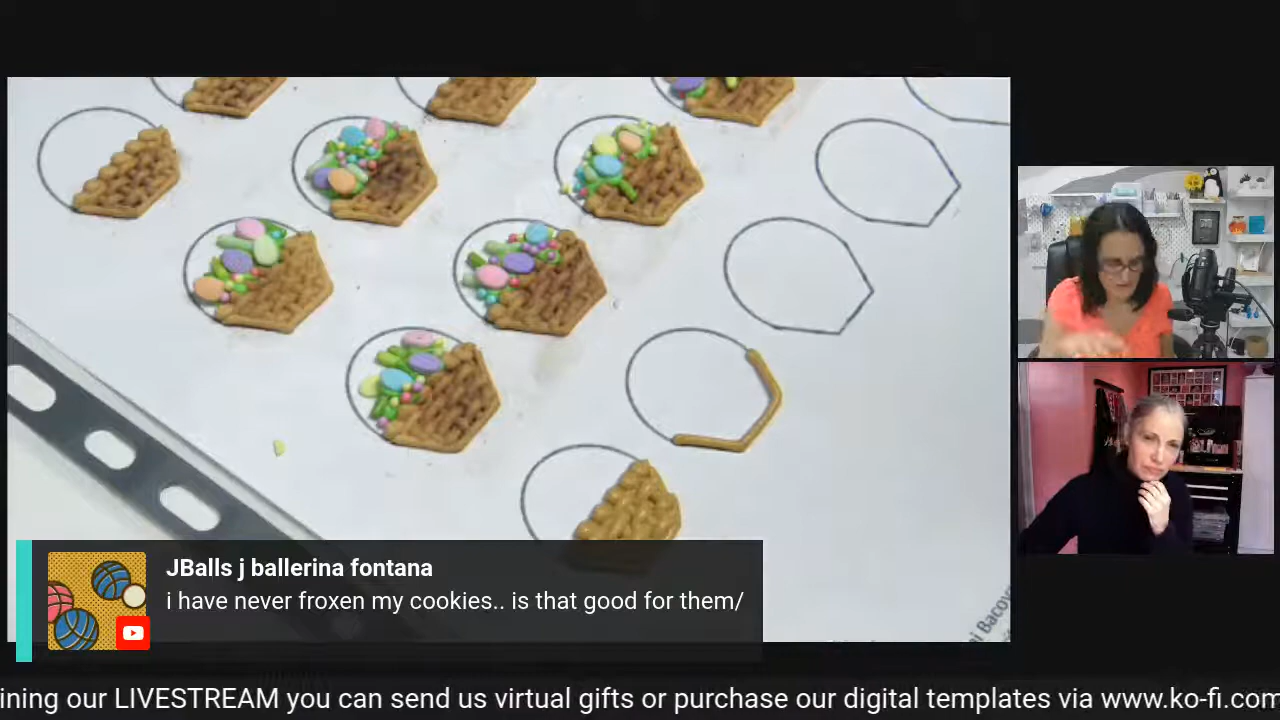 JBalls j ballerina fontana
i have never froxen my cookies.. is that good for them/
ining our LIVESTREAM you can send us virtual gifts or purchase our digital templates via www.ko-fi.com